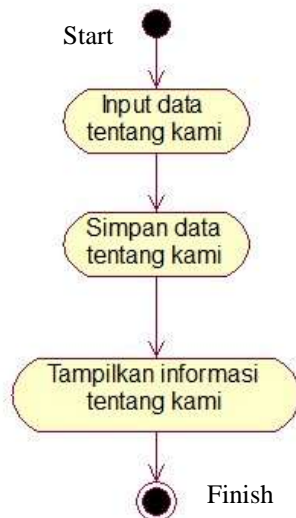 Start
Input data
tentang kami
Simpan data
tentang kami
Tampilkan informasi
tentang kami
Finish